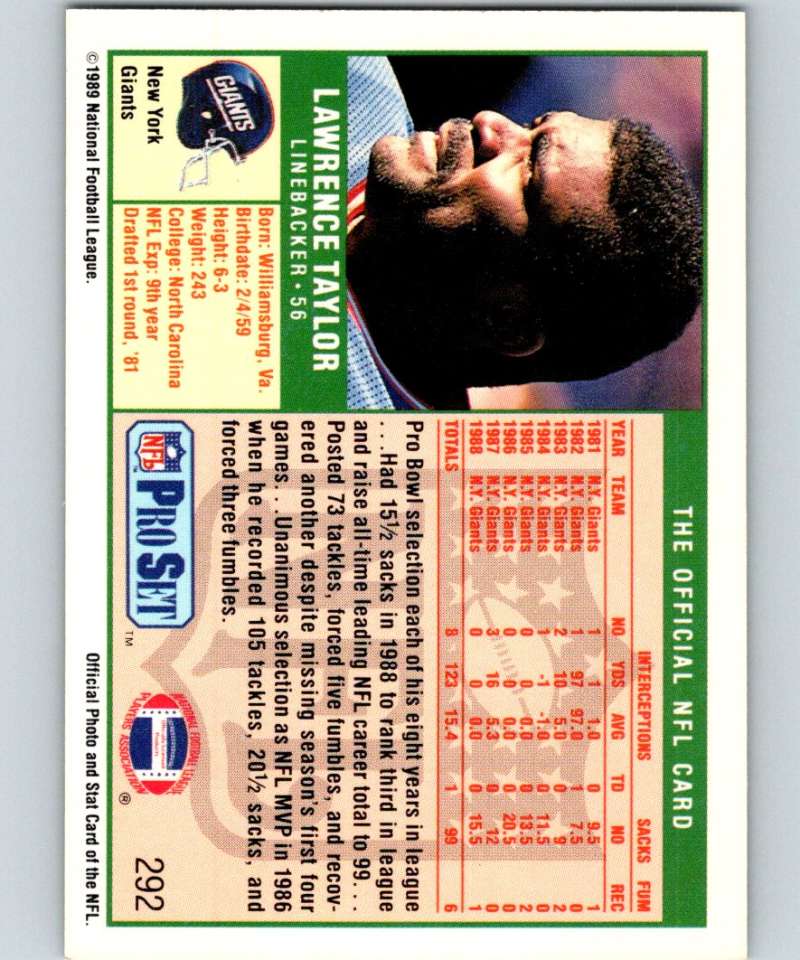 THE OFFICIAL NFL CARD
LAWRENCE TAYLOR
LINEBACKER • 56
GIANTS
New York
Giants
Born: Williamsburg, Va.
Birthdate: 2/4/59
Height: 6-3
Weight: 243
College: North Carolina
NFL Exp: 9th year
Drafted 1st round, '81
INTERCEPTIONS SACKS FUM
YEAR TEAM NO YDS AVG TD NO REC
1981 N.Y. Giants 1 1 1.0 0 9.5 1
1982 N.Y. Giants 1 97 97.0 1 7.5 0
1983 N.Y. Giants 2 10 5.0 0 9 2
1984 N.Y. Giants 1 -1 -1.0 0 11.5 0
1985 N.Y. Giants 0 0 0.0 0 13.5 2
1986 N.Y. Giants 0 0 0.0 0 20.5 0
1987 N.Y. Giants 3 16 5.3 0 12 0
1988 N.Y. Giants 0 0 0.0 0 15.5 1
TOTALS 8 123 15.4 1 99 6
Pro Bowl selection each of his eight years in league
...Had 15½ sacks in 1988 to rank third in league
and raise all-time leading NFL career total to 99...
Posted 73 tackles, forced five fumbles, and recov-
ered another despite missing season's first four
games...Unanimous selection as NFL MVP in 1986
when he recorded 105 tackles, 20½ sacks, and
forced three fumbles.
NFL PRO SET ™
NATIONAL FOOTBALL LEAGUE
PLAYERS ASSOCIATION ®
292
©1989 National Football League.
Official Photo and Stat Card of the NFL.